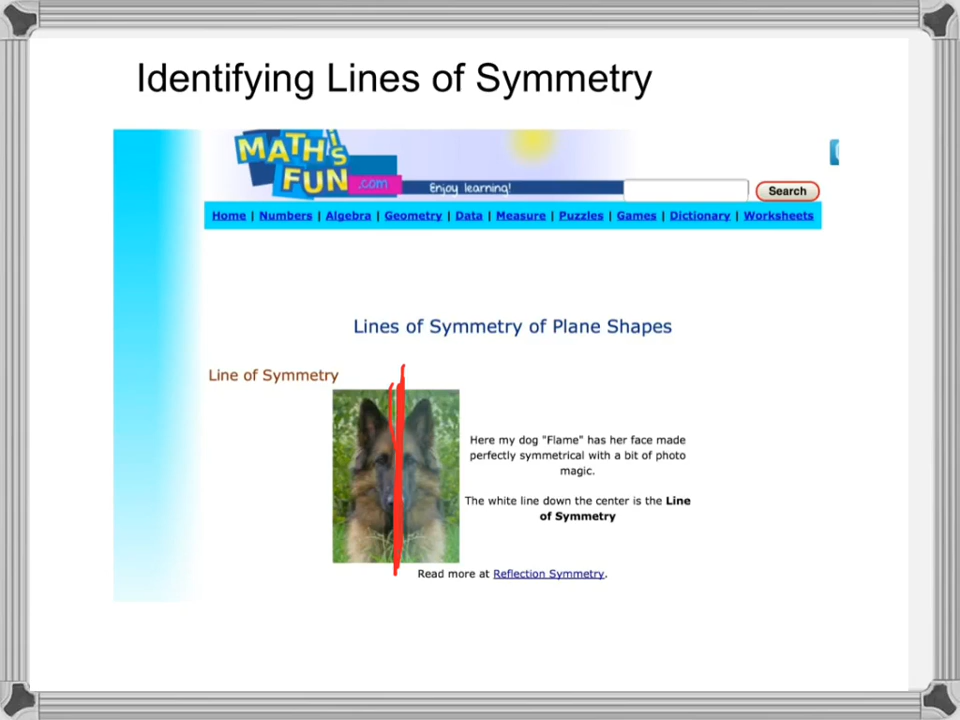 Identifying Lines of Symmetry
MATH iS
FUN .com
Enjoy learning!
Search
Home | Numbers | Algebra | Geometry | Data | Measure | Puzzles | Games | Dictionary | Worksheets
Lines of Symmetry of Plane Shapes
Line of Symmetry
Here my dog "Flame" has her face made
perfectly symmetrical with a bit of photo
magic.
The white line down the center is the Line
of Symmetry
Read more at Reflection Symmetry.